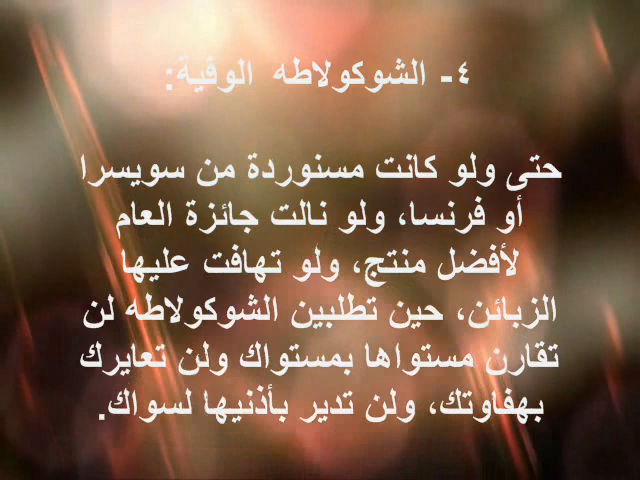 ٤- الشوكولاطه الوفية:
حتى ولو كانت مسنوردة من سويسرا
أو فرنسا، ولو نالت جائزة العام
لأفضل منتج، ولو تهافت عليها
الزبائن، حين تطلبين الشوكولاطه لن
تقارن مستواها بمستواك ولن تعايرك
بهفاوتك، ولن تدير بأذنيها لسواك.